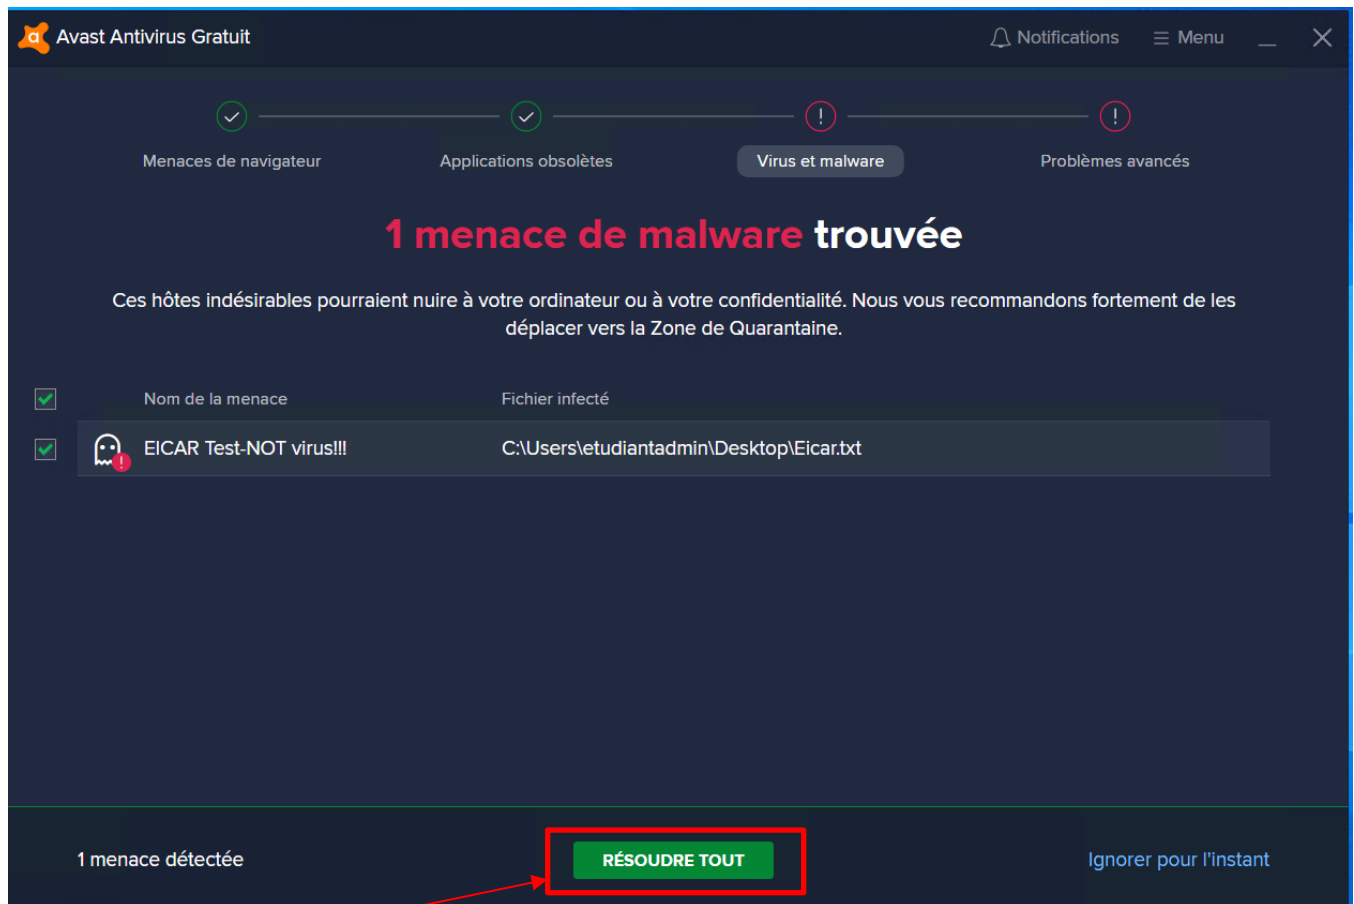 Avast Antivirus Gratuit
Notifications
Menu
Menaces de navigateur
Applications obsolètes
Virus et malware
Problèmes avancés
1 menace de malware trouvée
Ces hôtes indésirables pourraient nuire à votre ordinateur ou à votre confidentialité. Nous vous recommandons fortement de les
déplacer vers la Zone de Quarantaine.
Nom de la menace
Fichier infecté
EICAR Test-NOT virus!!!
C:\Users\etudiantadmin\Desktop\Eicar.txt
1 menace détectée
RÉSOUDRE TOUT
Ignorer pour l'instant